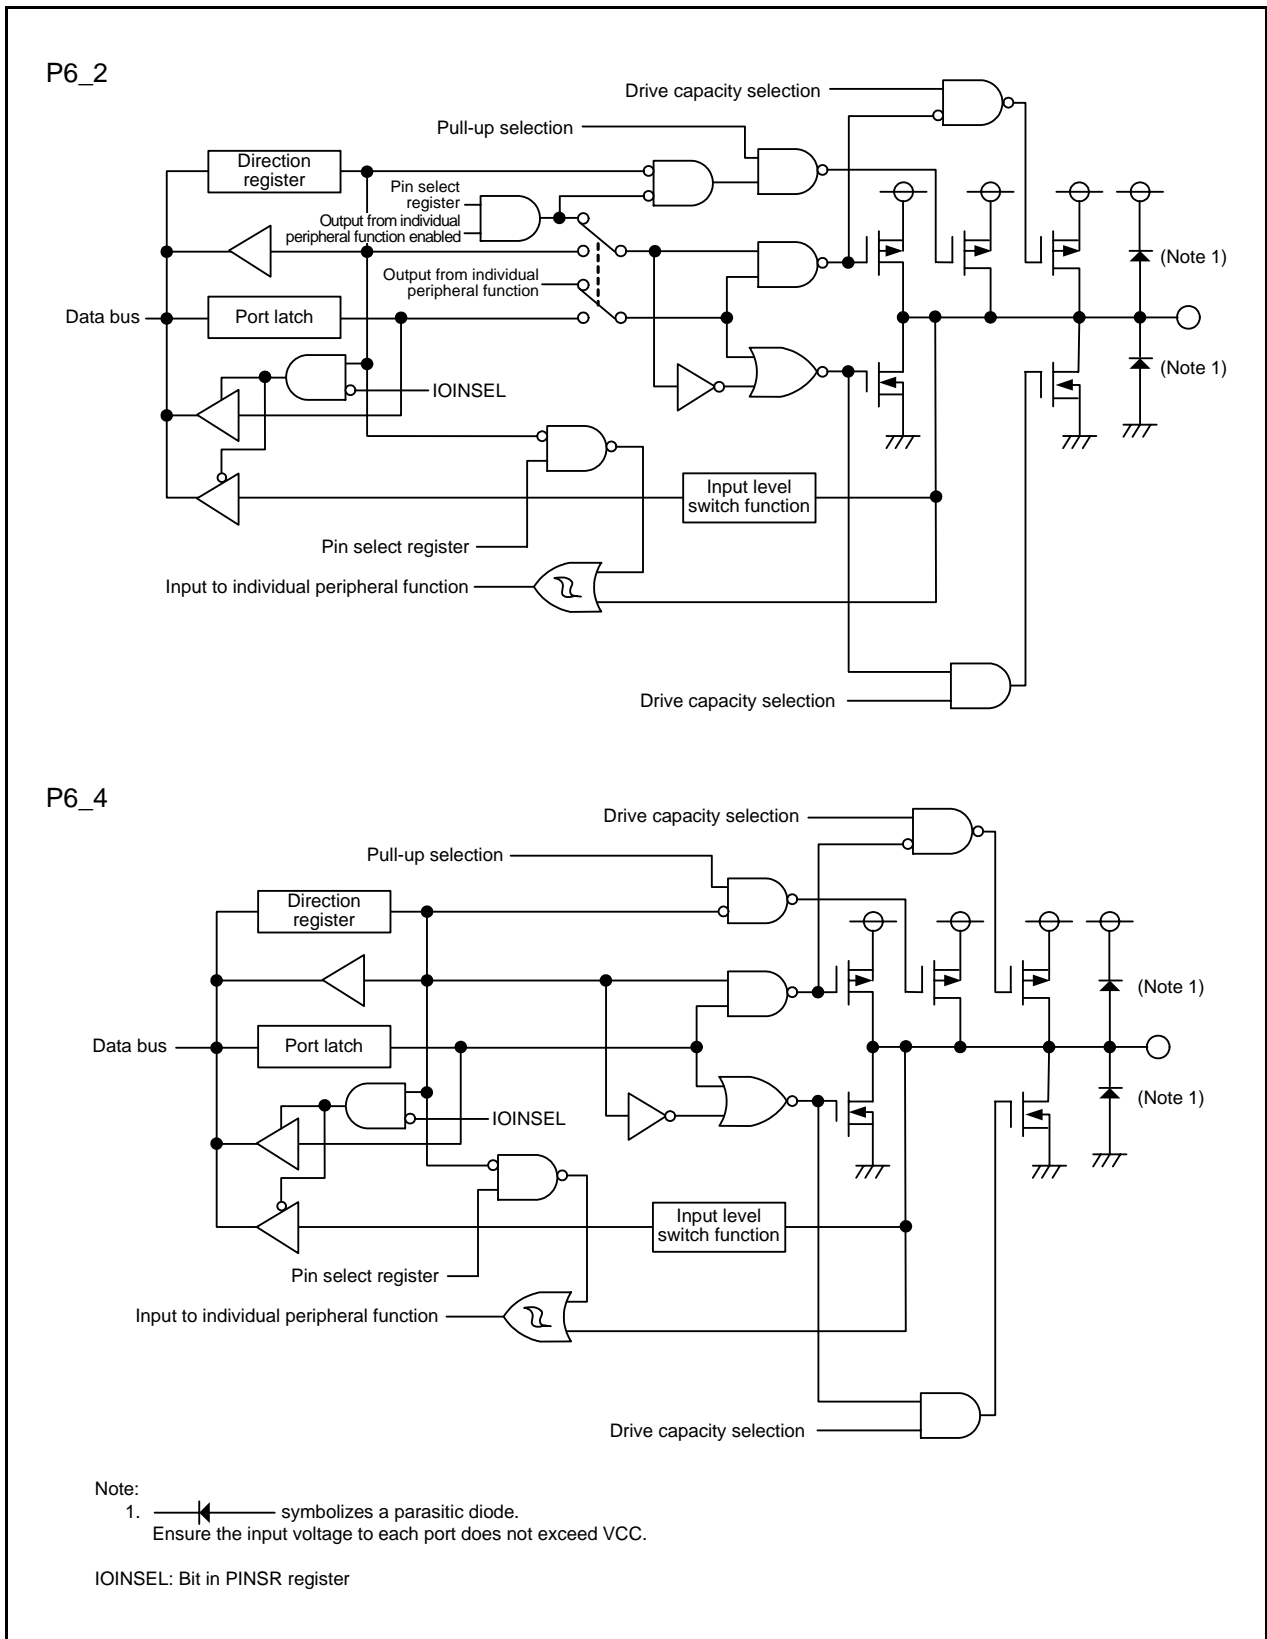 P6_2
Drive capacity selection
Pull-up selection
Direction
register
Pin select
register
Output from individual
peripheral function enabled
(Note 1)
Output from individual
peripheral function
Data bus
Port latch
(Note 1)
IOINSEL
Input level
switch function
Pin select register
Input to individual peripheral function
Drive capacity selection
P6_4
Drive capacity selection
Pull-up selection
Direction
register
(Note 1)
Data bus
Port latch
(Note 1)
IOINSEL
Input level
switch function
Pin select register
Input to individual peripheral function
Drive capacity selection
Note:
1. symbolizes a parasitic diode.
Ensure the input voltage to each port does not exceed VCC.
IOINSEL: Bit in PINSR register